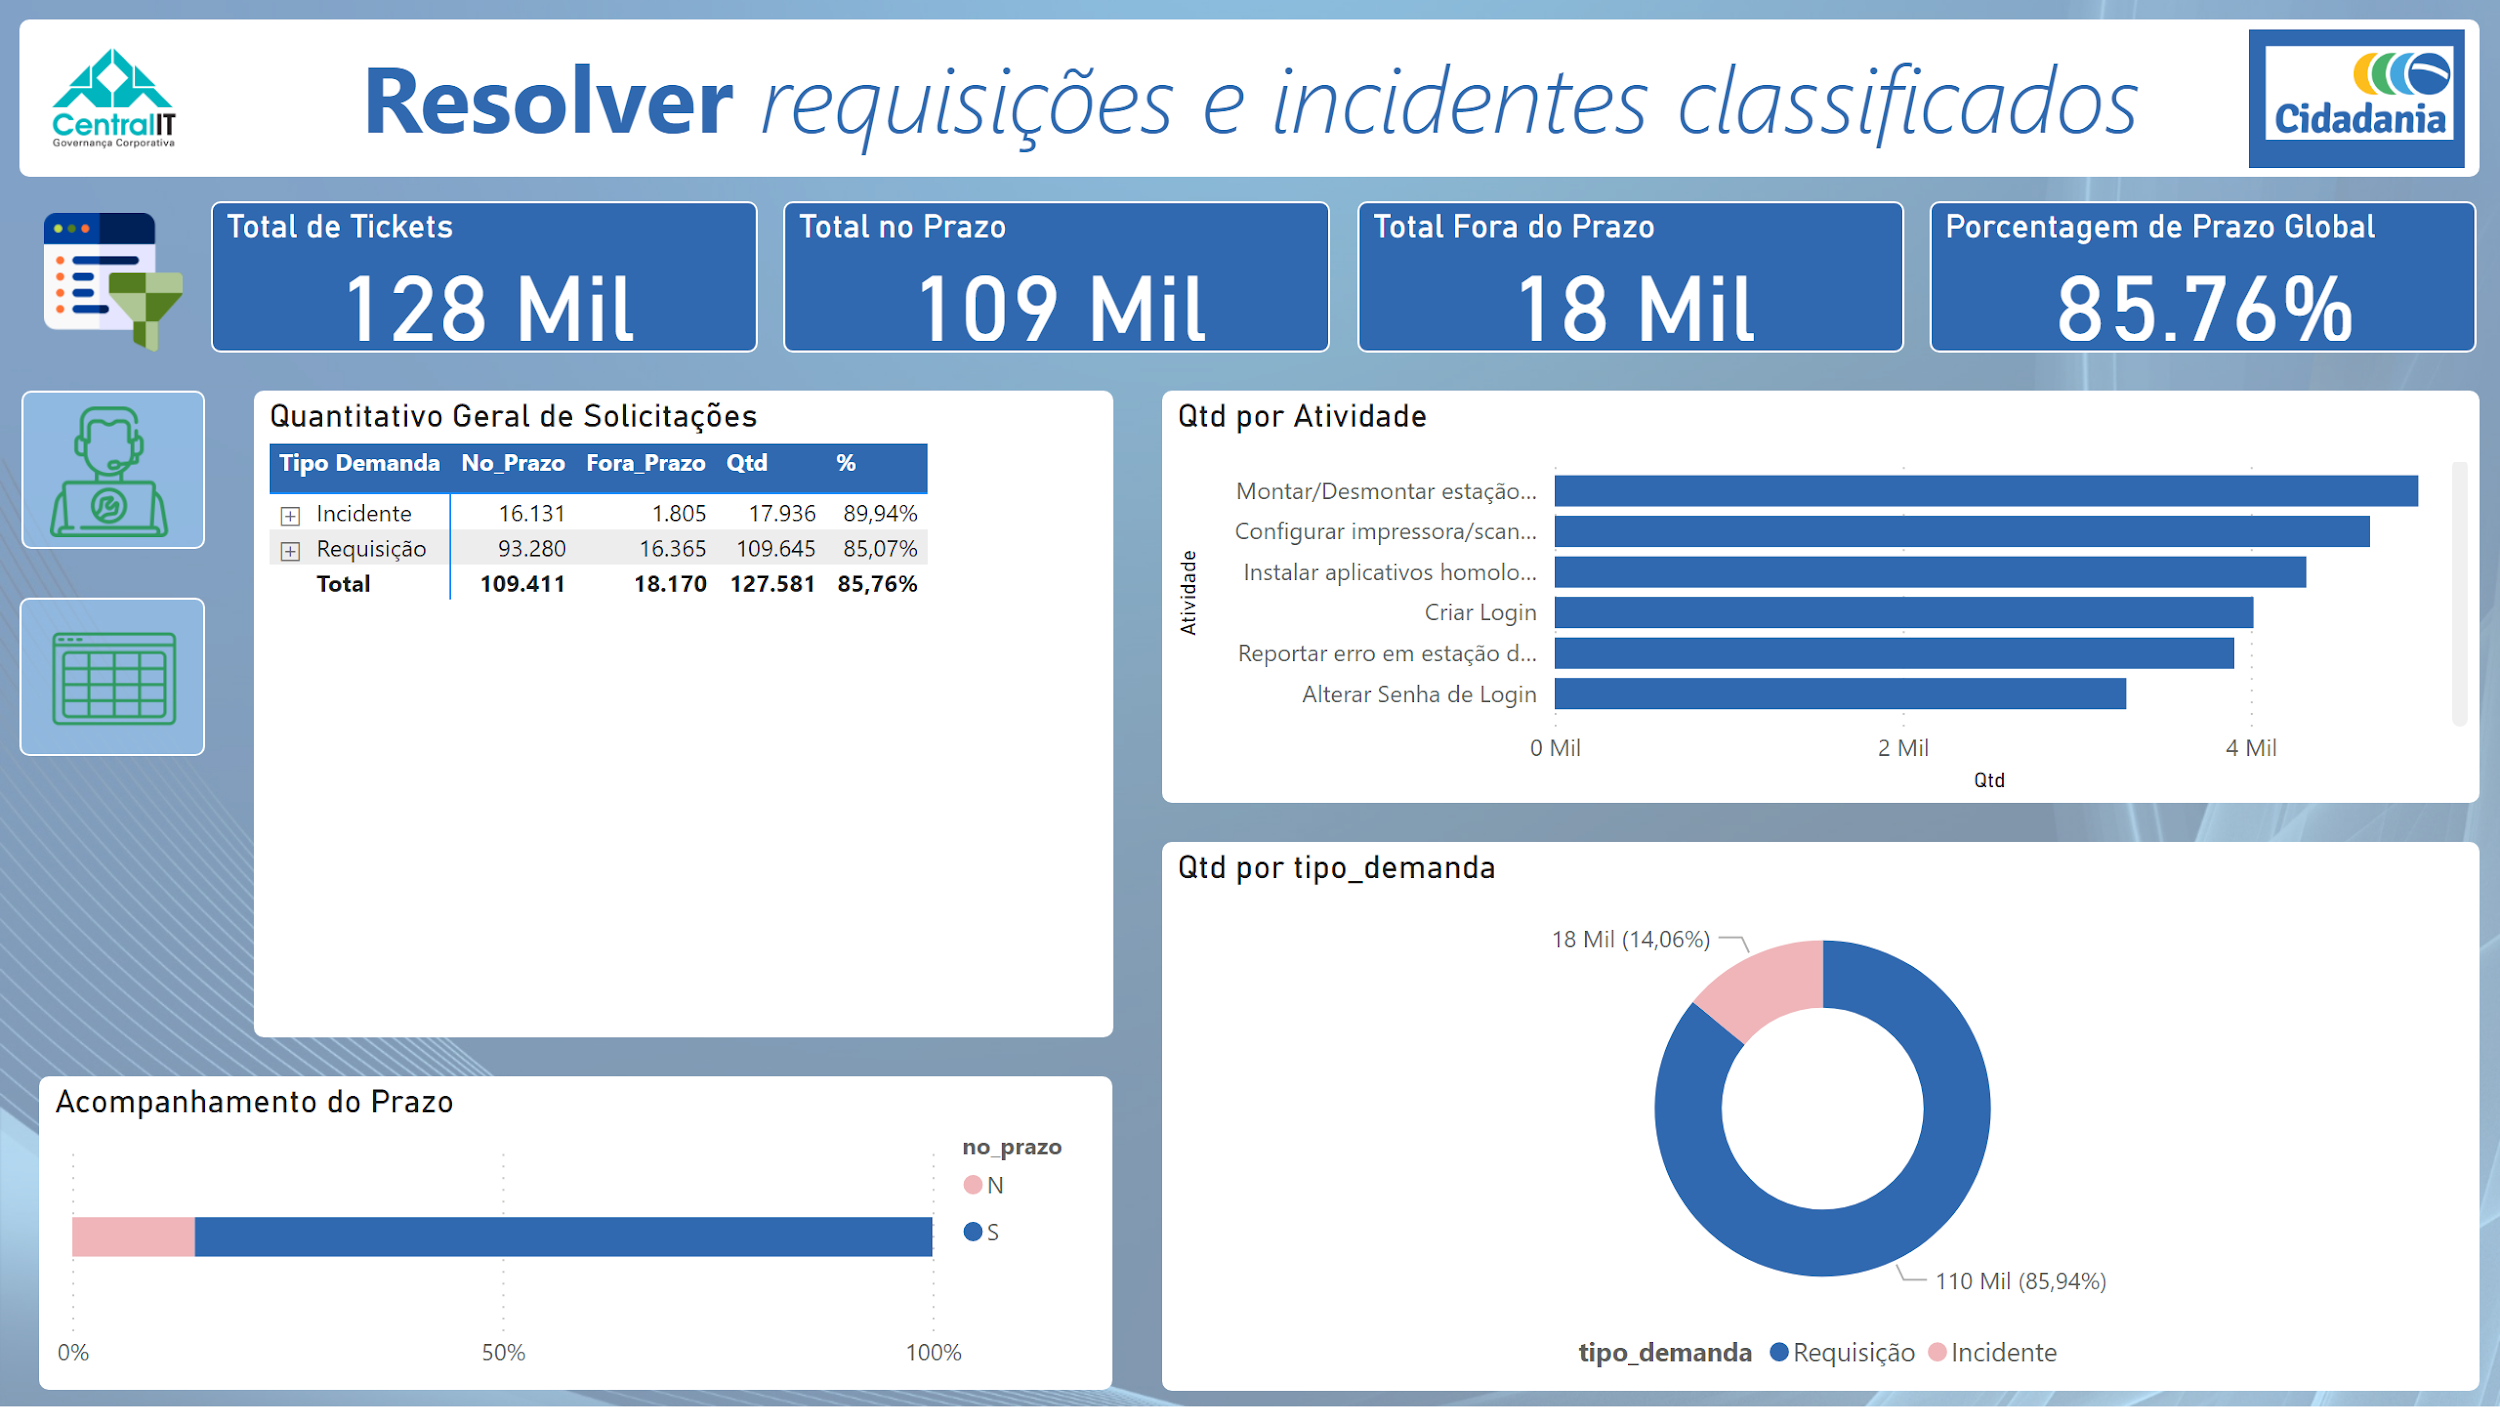 CentralIT
Governança Corporativa
Resolver requisições e incidentes classificados
Cidadania
Total de Tickets
128 Mil
Total no Prazo
109 Mil
Total Fora do Prazo
18 Mil
Porcentagem de Prazo Global
85.76%
Quantitativo Geral de Solicitações
Tipo Demanda No_Prazo Fora_Prazo Qtd %
Incidente 16.131 1.805 17.936 89,94%
Requisição 93.280 16.365 109.645 85,07%
Total 109.411 18.170 127.581 85,76%
Qtd por Atividade
Atividade
Montar/Desmontar estação...
Configurar impressora/scan...
Instalar aplicativos homolo...
Criar Login
Reportar erro em estação d...
Alterar Senha de Login
0 Mil 2 Mil 4 Mil
Qtd
Qtd por tipo_demanda
18 Mil (14,06%)
110 Mil (85,94%)
tipo_demanda Requisição Incidente
Acompanhamento do Prazo
no_prazo
N
S
0% 50% 100%